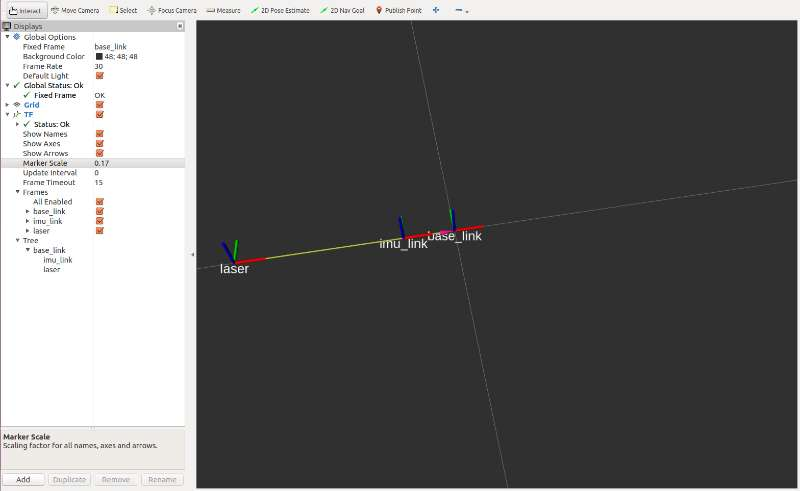 Interact Move Camera Select Focus Camera Measure 2D Pose Estimate 2D Nav Goal Publish Point
Displays
Global Options
Fixed Frame base_link
Background Color 48; 48; 48
Frame Rate 30
Default Light
Global Status: Ok
Fixed Frame OK
Grid
TF
Status: Ok
Show Names
Show Axes
Show Arrows
Marker Scale 0.17
Update Interval 0
Frame Timeout 15
Frames
All Enabled
base_link
imu_link
laser
Tree
base_link
imu_link
laser
Marker Scale
Scaling factor for all names, axes and arrows.
Add Duplicate Remove Rename
base_link
imu_link
laser